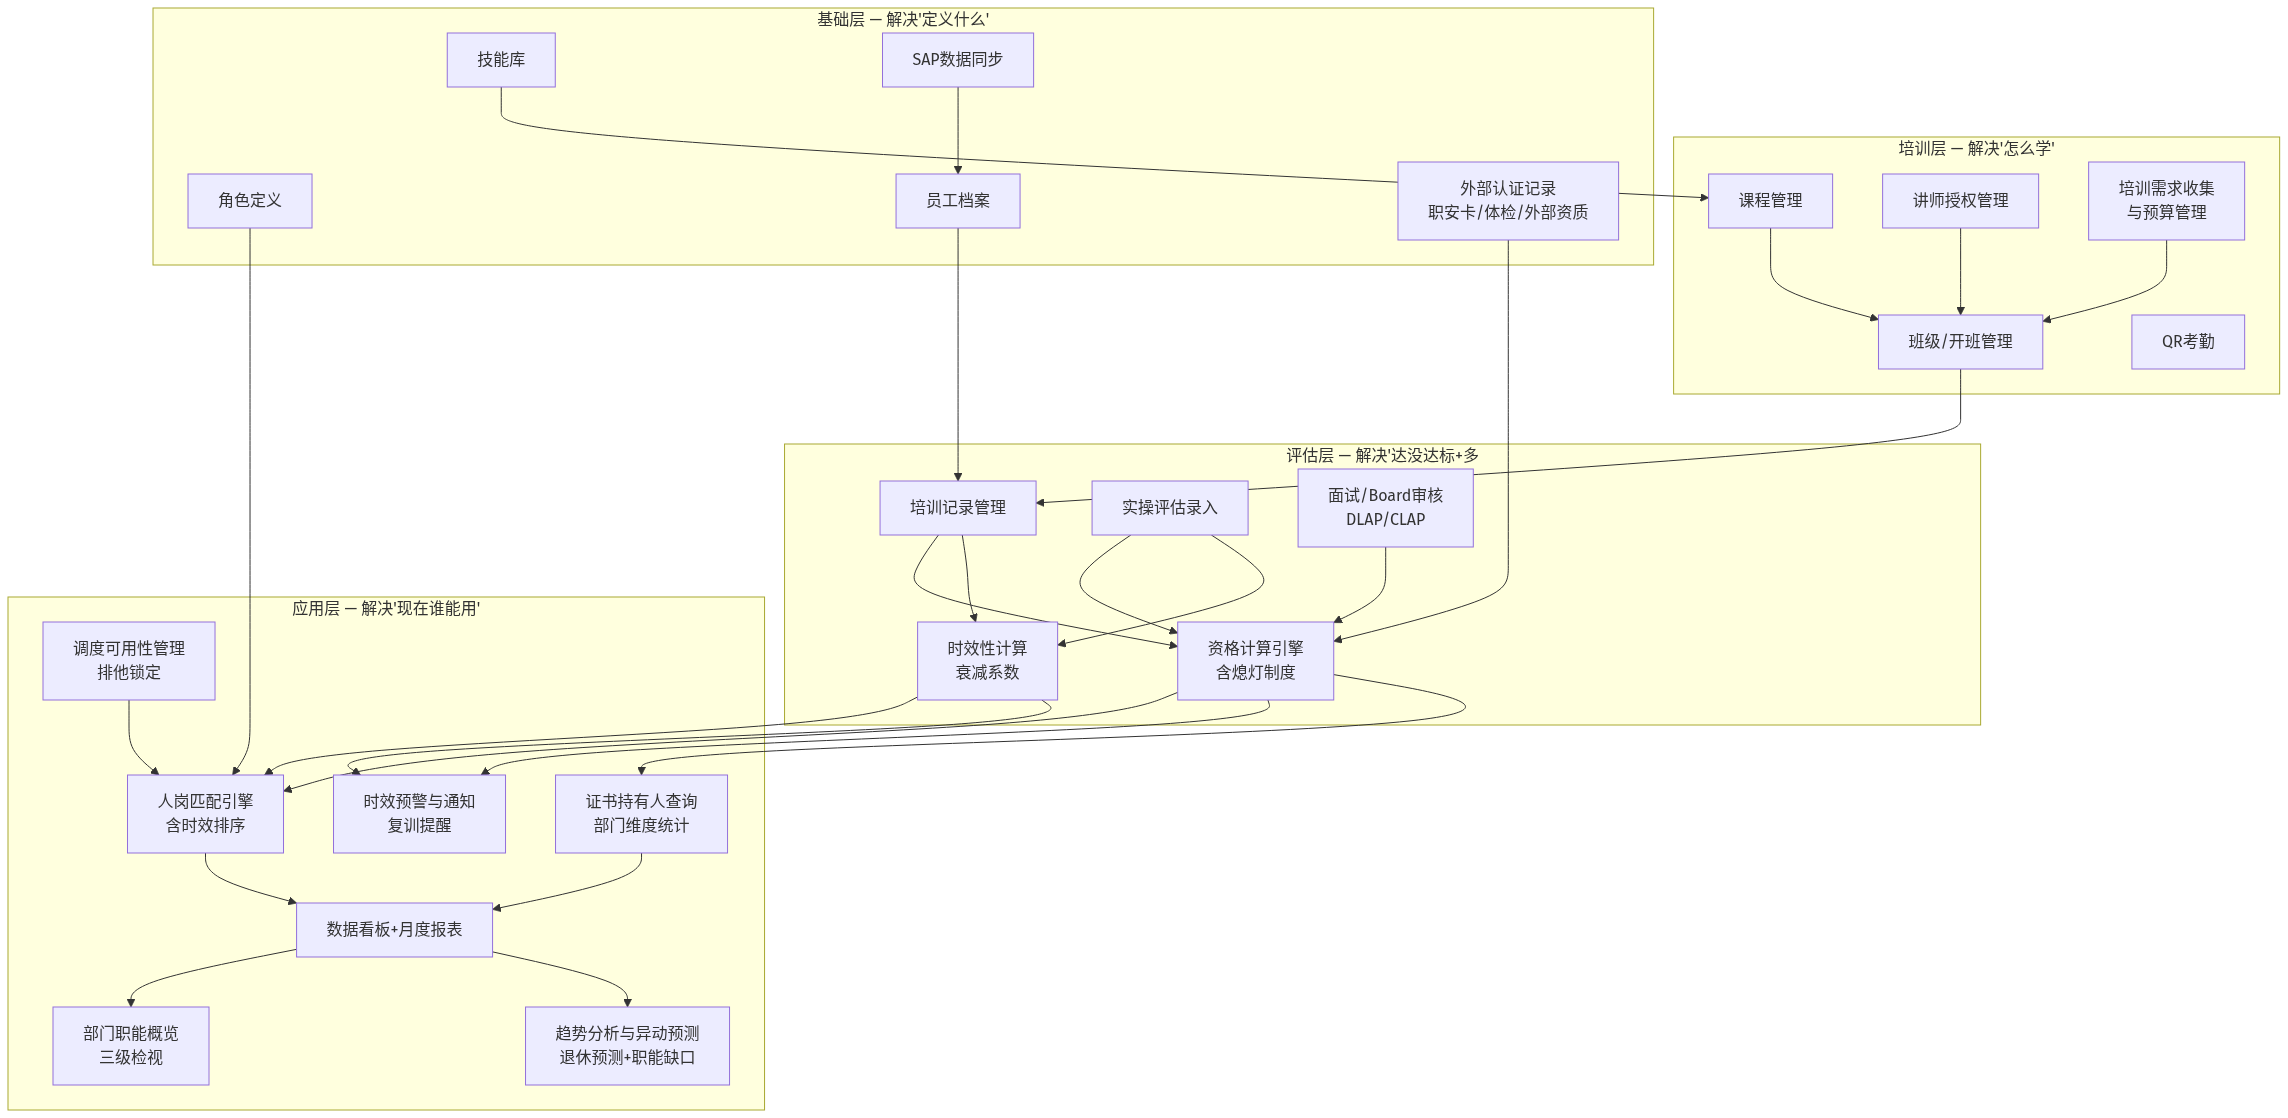 基础层 — 解决'定义什么'
技能库
SAP数据同步
角色定义
员工档案
外部认证记录
职安卡/体检/外部资质
培训层 — 解决'怎么学'
课程管理
讲师授权管理
培训需求收集
与预算管理
班级/开班管理
QR考勤
评估层 — 解决'达没达标+多
培训记录管理
实操评估录入
面试/Board审核
DLAP/CLAP
时效性计算
衰减系数
资格计算引擎
含熄灯制度
应用层 — 解决'现在谁能用'
调度可用性管理
排他锁定
人岗匹配引擎
含时效排序
时效预警与通知
复训提醒
证书持有人查询
部门维度统计
数据看板+月度报表
部门职能概览
三级检视
趋势分析与异动预测
退休预测+职能缺口